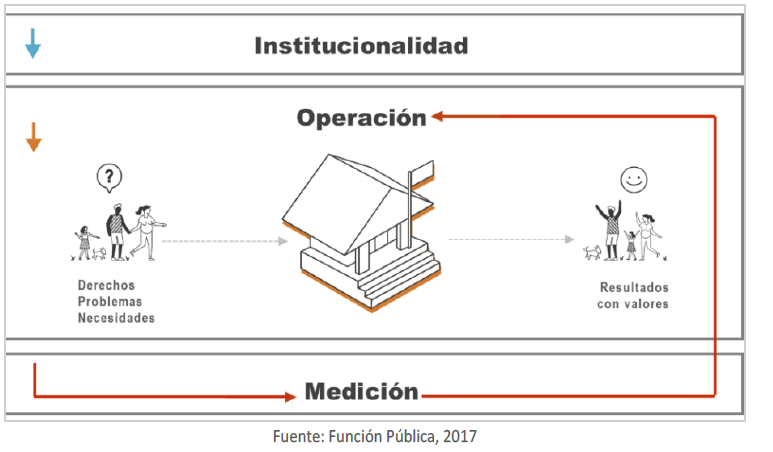 Institucionalidad
Operación
?
Derechos
Problemas
Necesidades
Resultados
con valores
Medición
Fuente: Función Pública, 2017